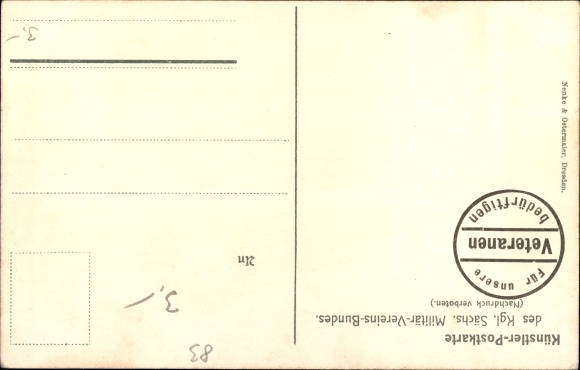 Künstler-Postkarte
des Kgl. Sächs. Militär-Vereins-Bundes.
(Nachdruck verboten.)
Für unsere
Veteranen
bedürftigen
An
Nenke & Ostermaier, Dresden.
83
3,-
3,-